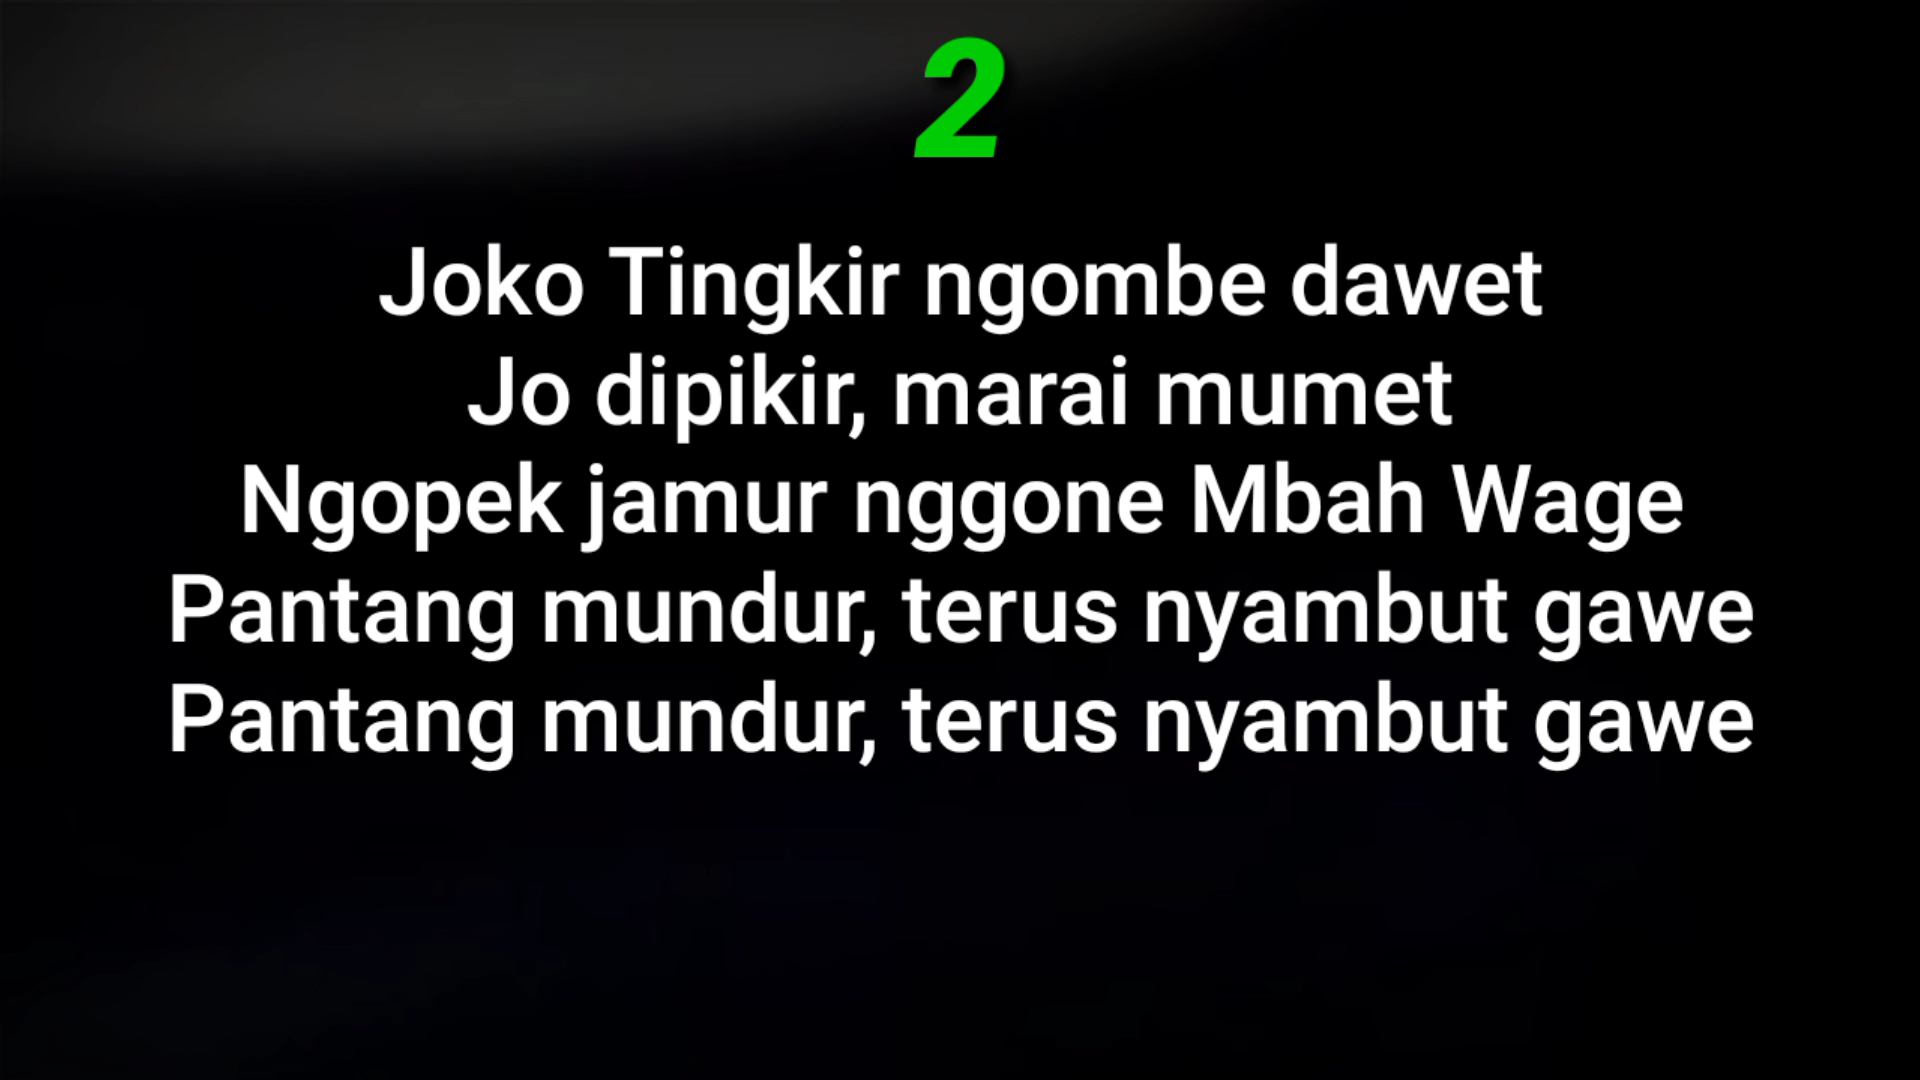 2
Joko Tingkir ngombe dawet
Jo dipikir, marai mumet
Ngopek jamur nggone Mbah Wage
Pantang mundur, terus nyambut gawe
Pantang mundur, terus nyambut gawe